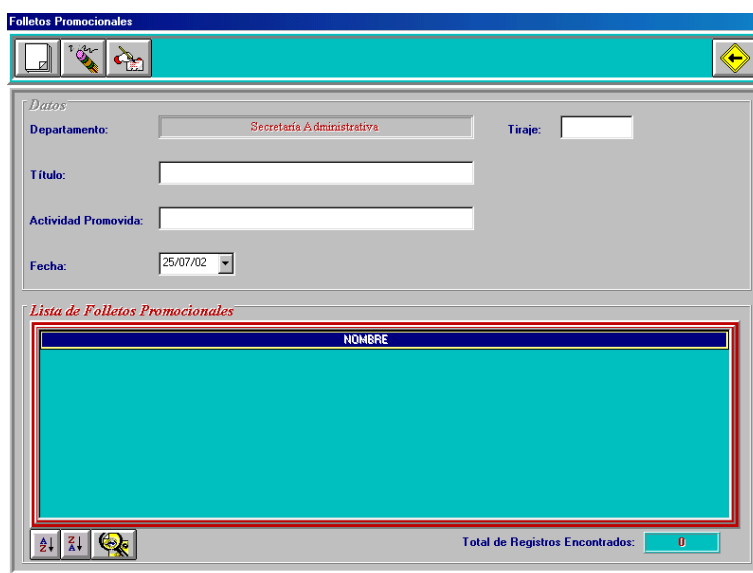 Folletos Promocionales
Datos
Departamento: Secretaría Administrativa Tiraje:
Título:
Actividad Promovida:
Fecha: 25/07/02
Lista de Folletos Promocionales
NOMBRE
A Z Z A Total de Registros Encontrados: 0